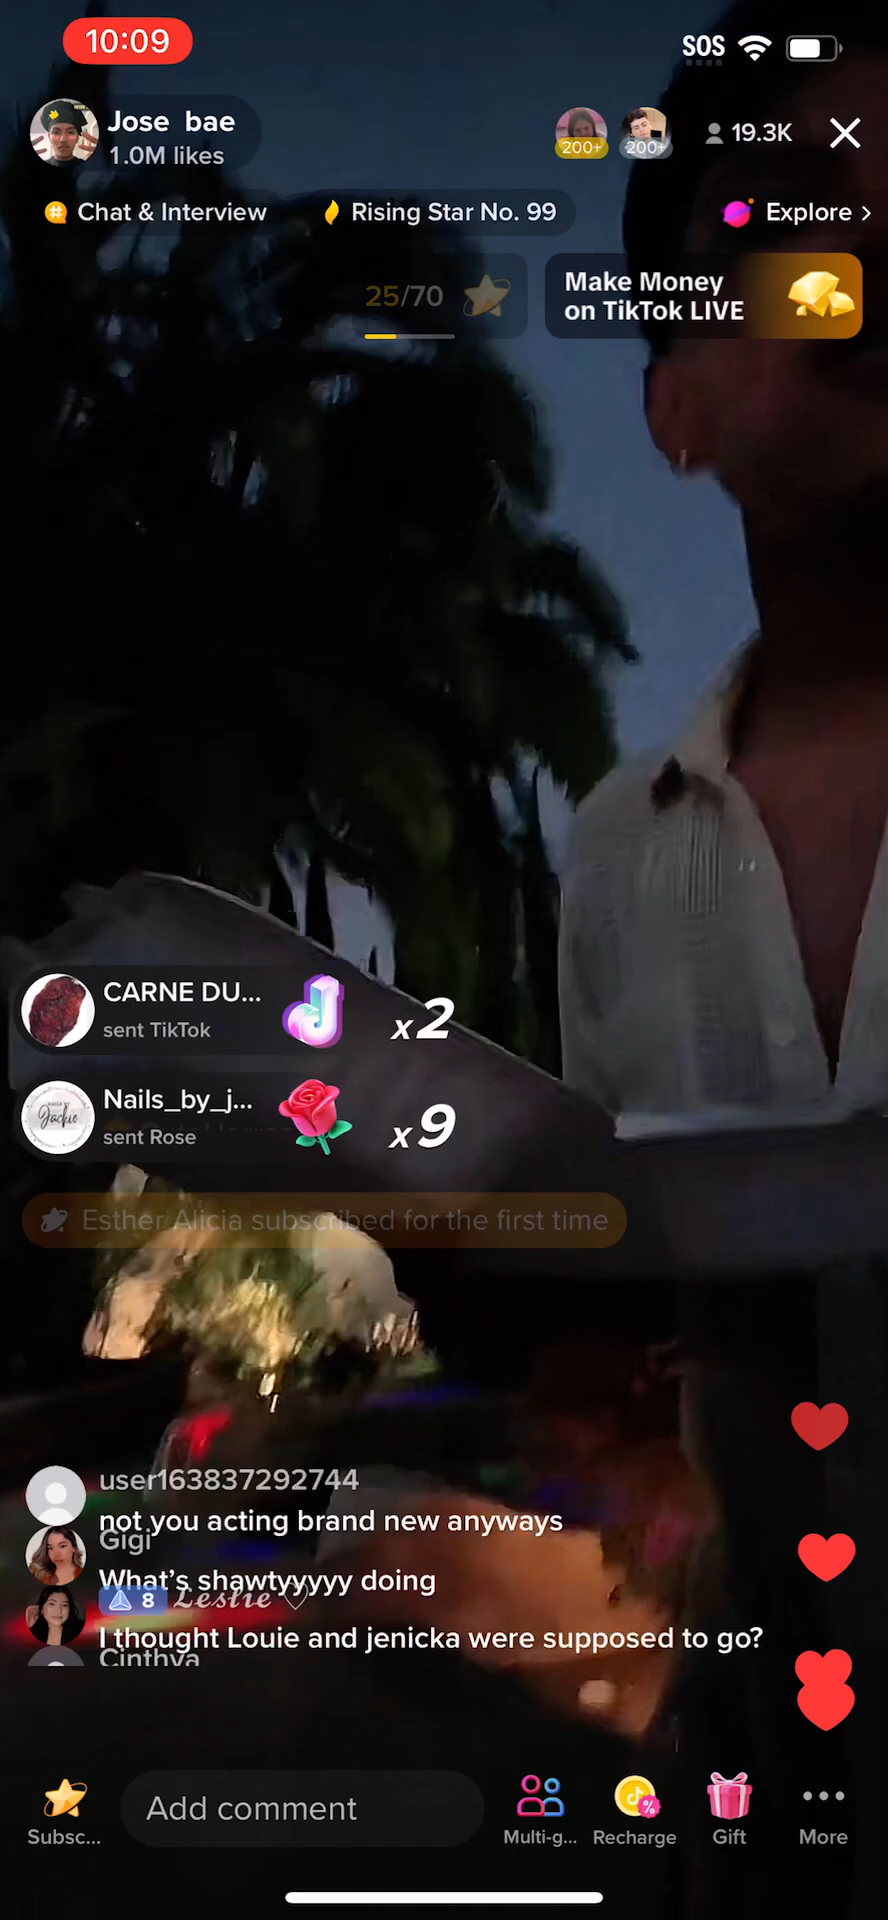 10:09
SOS
Jose bae
1.0M likes
200+
200+
19.3K
Chat & Interview
Rising Star No. 99
Explore >
25/70
Make Money
on TikTok LIVE
CARNE DU...
sent TikTok
x2
Nails_by_j...
sent Rose
x9
Jackie
Esther Alicia subscribed for the first time
user163837292744
not you acting brand new anyways
Gigi
What's shawtyyyyy doing
8 Leslie ♡
I thought Louie and jenicka were supposed to go?
Cinthya
Subsc...
Add comment
Multi-g...
Recharge
Gift
More